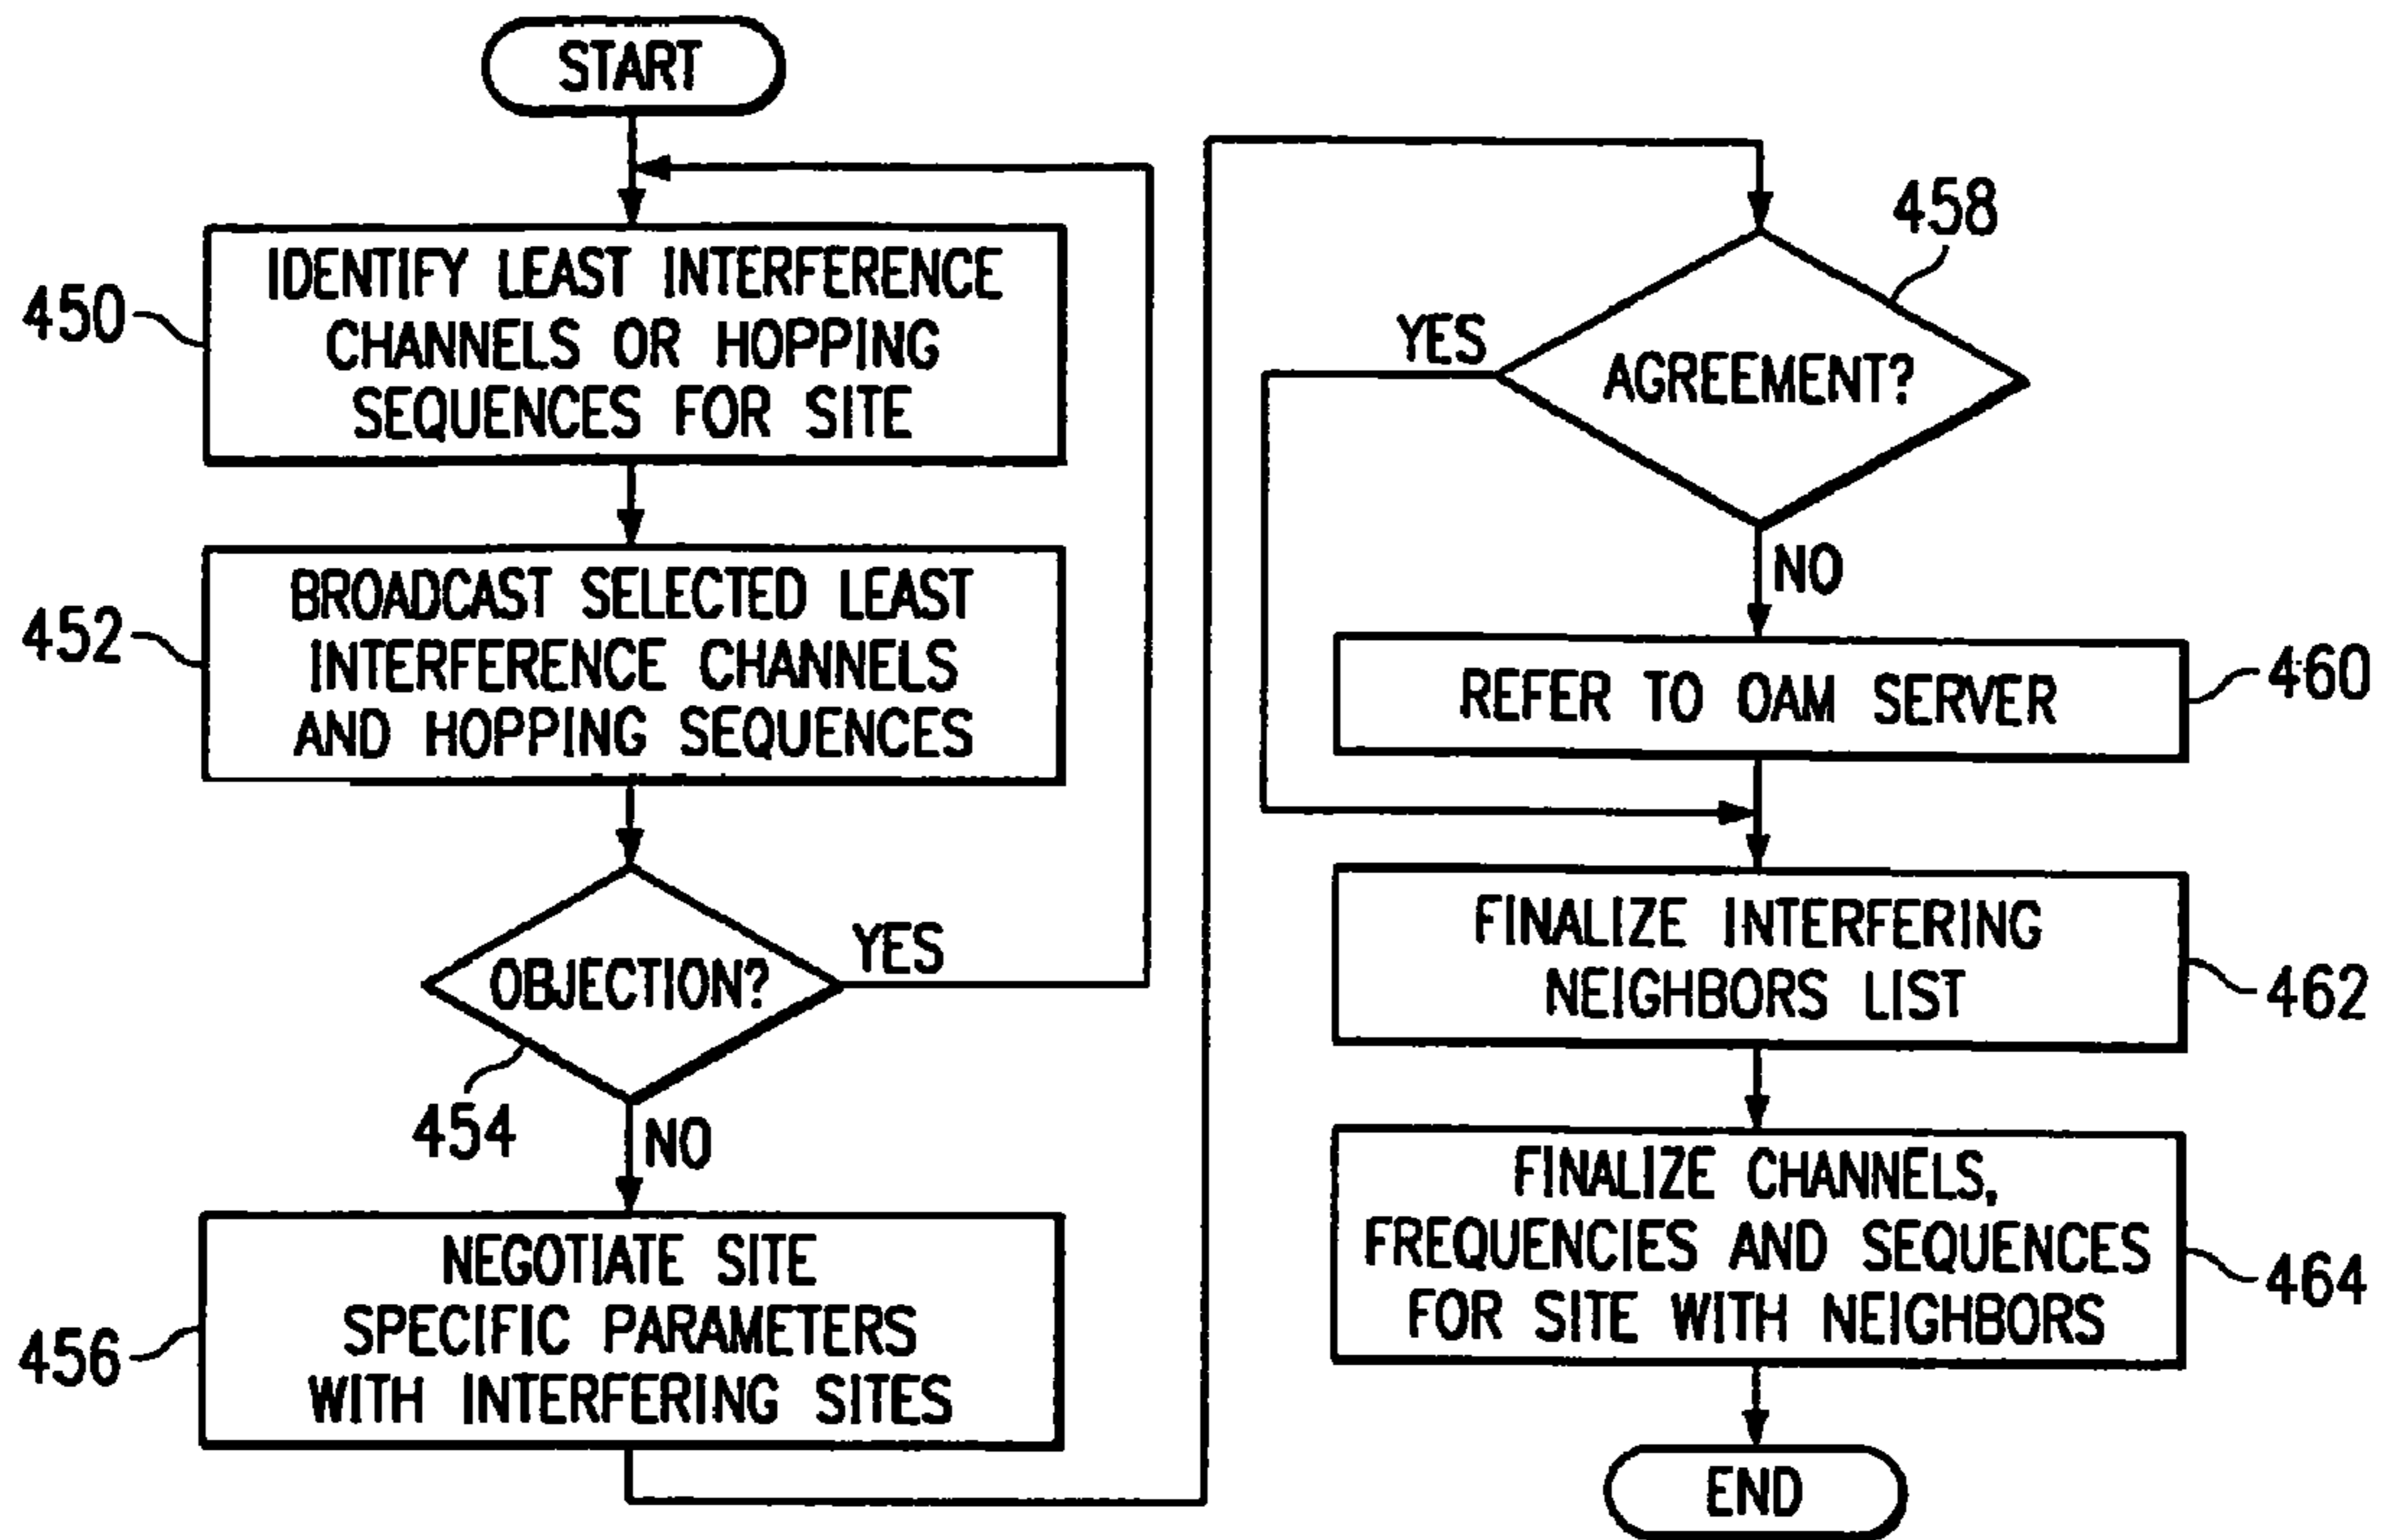 START
450
IDENTIFY LEAST INTERFERENCE
CHANNELS OR HOPPING
SEQUENCES FOR SITE
452
BROADCAST SELECTED LEAST
INTERFERENCE CHANNELS
AND HOPPING SEQUENCES
OBJECTION?
YES
454
NO
456
NEGOTIATE SITE
SPECIFIC PARAMETERS
WITH INTERFERING SITES
458
YES
AGREEMENT?
NO
REFER TO OAM SERVER
460
FINALIZE INTERFERING
NEIGHBORS LIST
462
FINALIZE CHANNELS,
FREQUENCIES AND SEQUENCES
FOR SITE WITH NEIGHBORS
464
END